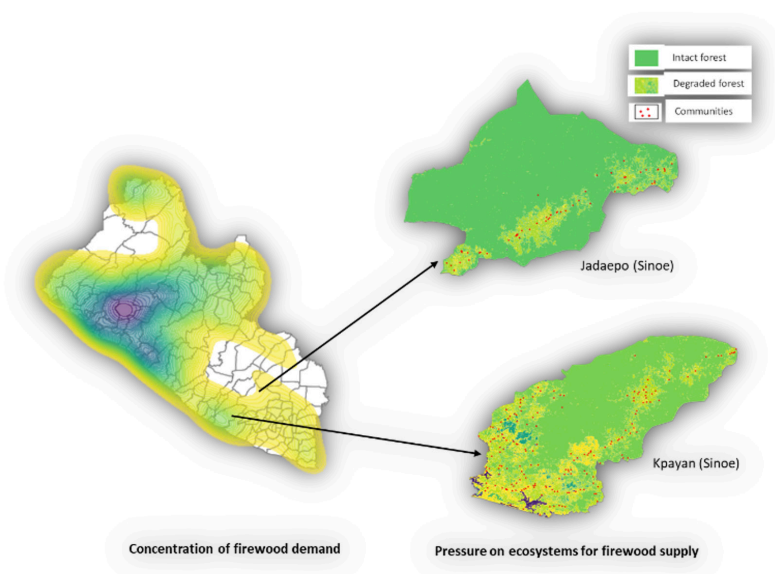 Intact forest
Degraded forest
Communities
Jadaepo (Sinoe)
Kpayan (Sinoe)
Concentration of firewood demand
Pressure on ecosystems for firewood supply